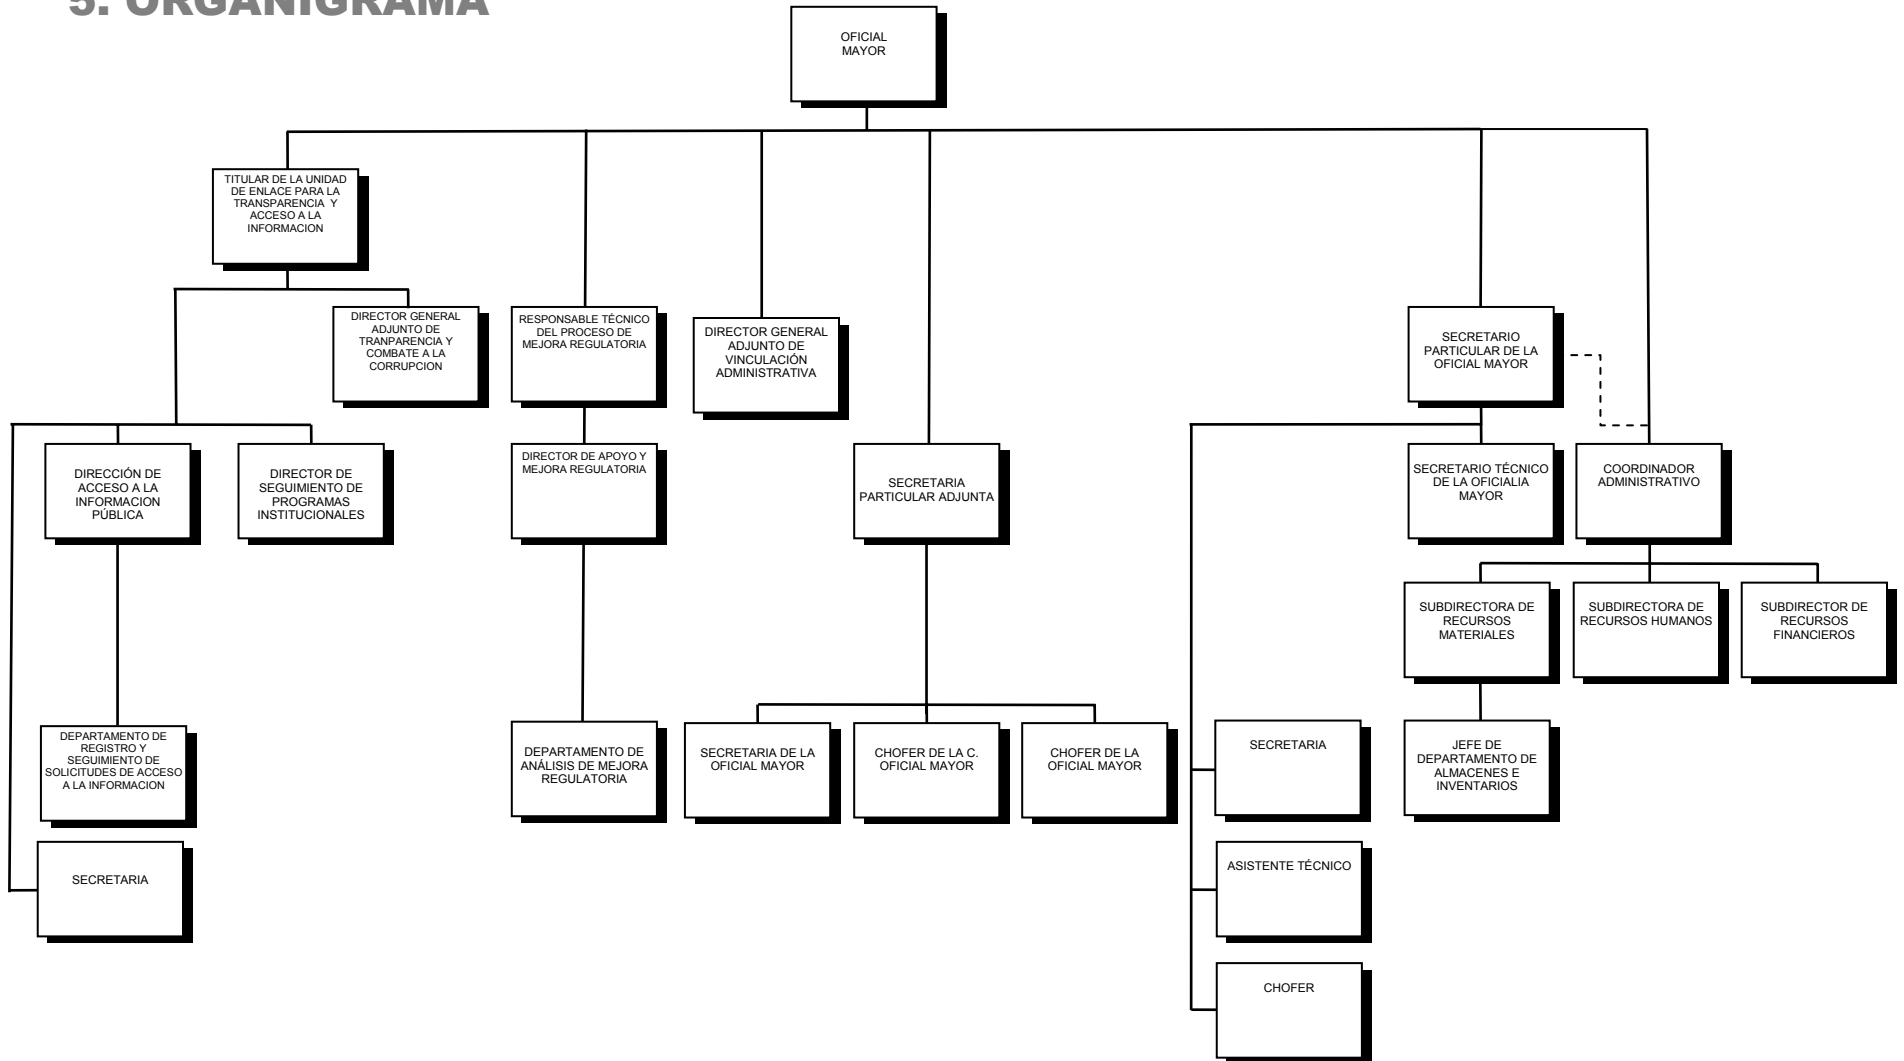 5. ORGANIGRAMA
OFICIAL
MAYOR
TITULAR DE LA UNIDAD
DE ENLACE PARA LA
TRANSPARENCIA Y
ACCESO A LA
INFORMACION
DIRECTOR GENERAL
ADJUNTO DE
TRANPARENCIA Y
COMBATE A LA
CORRUPCION
RESPONSABLE TÉCNICO
DEL PROCESO DE
MEJORA REGULATORIA
DIRECTOR GENERAL
ADJUNTO DE
VINCULACIÓN
ADMINISTRATIVA
SECRETARIO
PARTICULAR DE LA
OFICIAL MAYOR
DIRECCIÓN DE
ACCESO A LA
INFORMACION
PÚBLICA
DIRECTOR DE
SEGUIMIENTO DE
PROGRAMAS
INSTITUCIONALES
DIRECTOR DE APOYO Y
MEJORA REGULATORIA
SECRETARIA
PARTICULAR ADJUNTA
SECRETARIO TÉCNICO
DE LA OFICIALIA
MAYOR
COORDINADOR
ADMINISTRATIVO
SUBDIRECTORA DE
RECURSOS
MATERIALES
SUBDIRECTORA DE
RECURSOS HUMANOS
SUBDIRECTOR DE
RECURSOS
FINANCIEROS
DEPARTAMENTO DE
REGISTRO Y
SEGUIMIENTO DE
SOLICITUDES DE ACCESO
A LA INFORMACION
DEPARTAMENTO DE
ANÁLISIS DE MEJORA
REGULATORIA
SECRETARIA DE LA
OFICIAL MAYOR
CHOFER DE LA C.
OFICIAL MAYOR
CHOFER DE LA
OFICIAL MAYOR
SECRETARIA
JEFE DE
DEPARTAMENTO DE
ALMACENES E
INVENTARIOS
SECRETARIA
ASISTENTE TÉCNICO
CHOFER